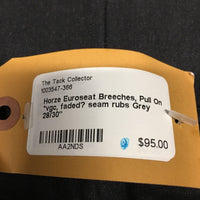 The Tack Collector
1003547-366
Horze Euroseat Breeches, Pull On
*vgc, faded? seam rubs Grey
28/30"
$95.00
AA2NDS